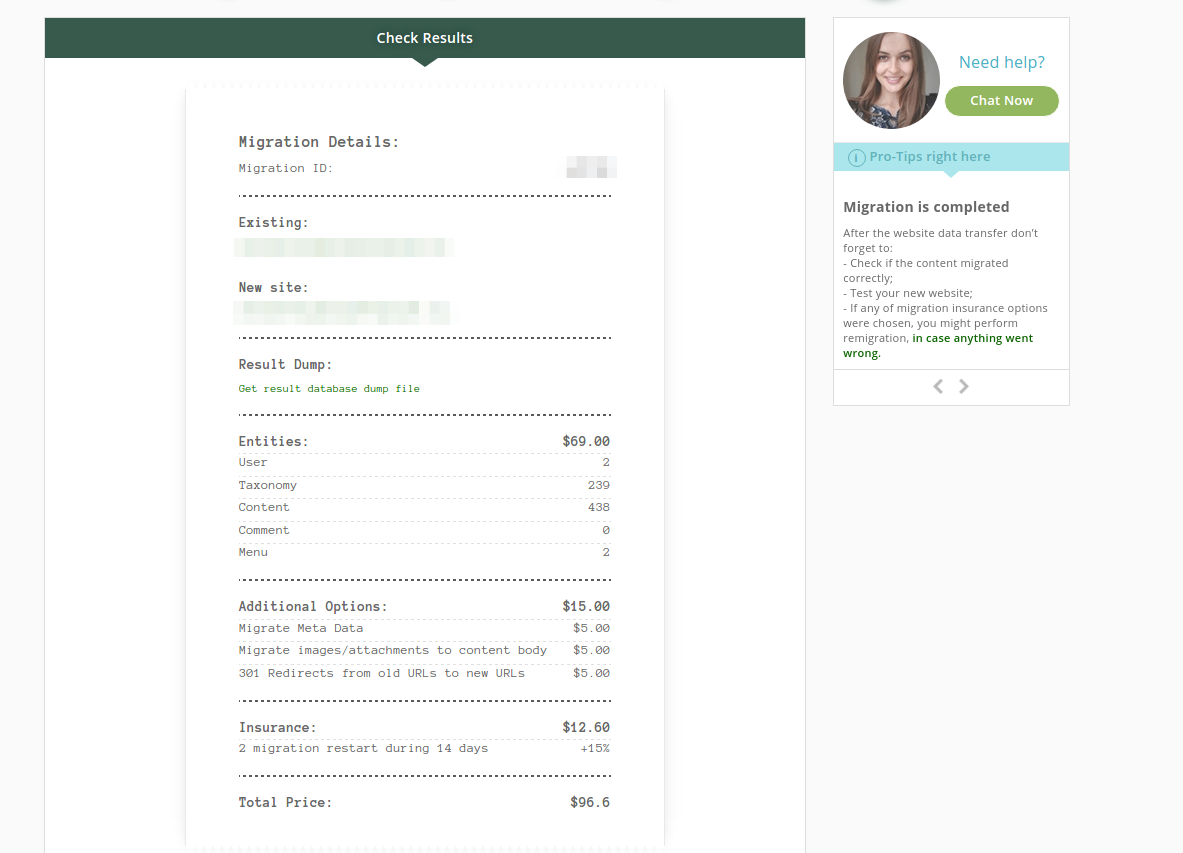 Check Results
Migration Details:
Migration ID:
Existing:
New site:
Result Dump:
Get result database dump file
Entities: $69.00
User 2
Taxonomy 239
Content 438
Comment 0
Menu 2
Additional Options: $15.00
Migrate Meta Data $5.00
Migrate images/attachments to content body $5.00
301 Redirects from old URLs to new URLs $5.00
Insurance: $12.60
2 migration restart during 14 days +15%
Total Price: $96.6
Need help?
Chat Now
i Pro-Tips right here
Migration is completed
After the website data transfer don't
forget to:
- Check if the content migrated
correctly;
- Test your new website;
- If any of migration insurance options
were chosen, you might perform
remigration, in case anything went
wrong.